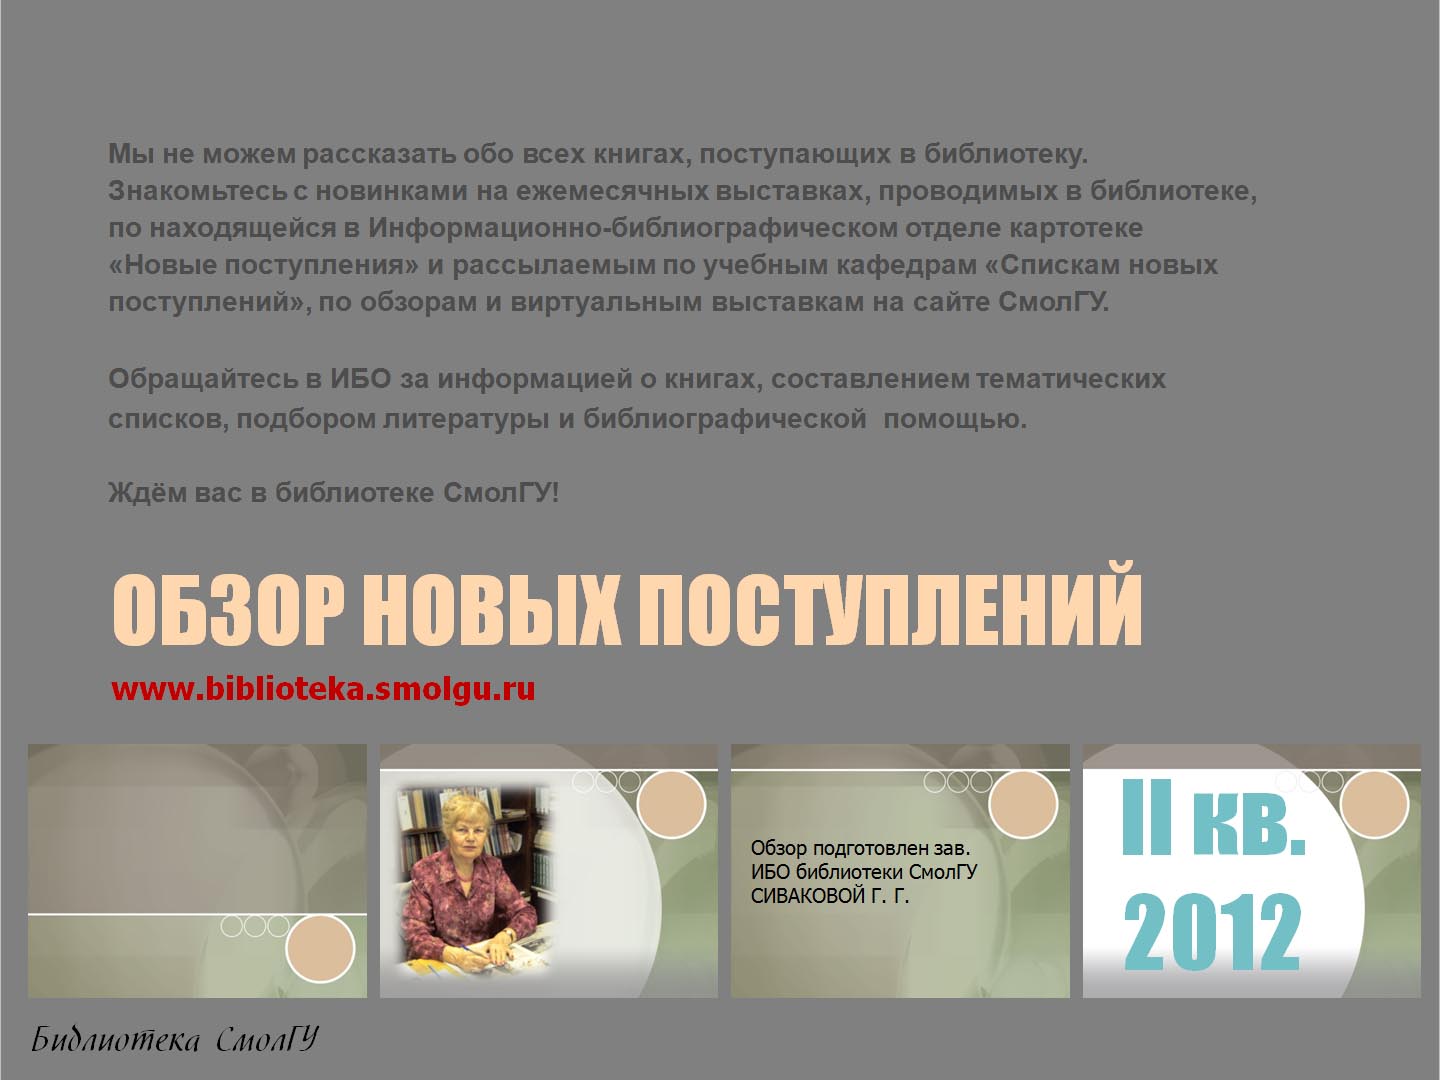 Мы не можем рассказать обо всех книгах, поступающих в библиотеку.
Знакомьтесь с новинками на ежемесячных выставках, проводимых в библиотеке,
по находящейся в Информационно-библиографическом отделе картотеке
«Новые поступления» и рассылаемым по учебным кафедрам «Спискам новых
поступлений», по обзорам и виртуальным выставкам на сайте СмолГУ.
Обращайтесь в ИБО за информацией о книгах, составлением тематических
списков, подбором литературы и библиографической помощью.
Ждём вас в библиотеке СмолГУ!
ОБЗОР НОВЫХ ПОСТУПЛЕНИЙ
www.biblioteka.smolgu.ru
Обзор подготовлен зав.
ИБО библиотеки СмолГУ
СИВАКОВОЙ Г. Г.
II кв.
2012
Библиотека СмолГУ